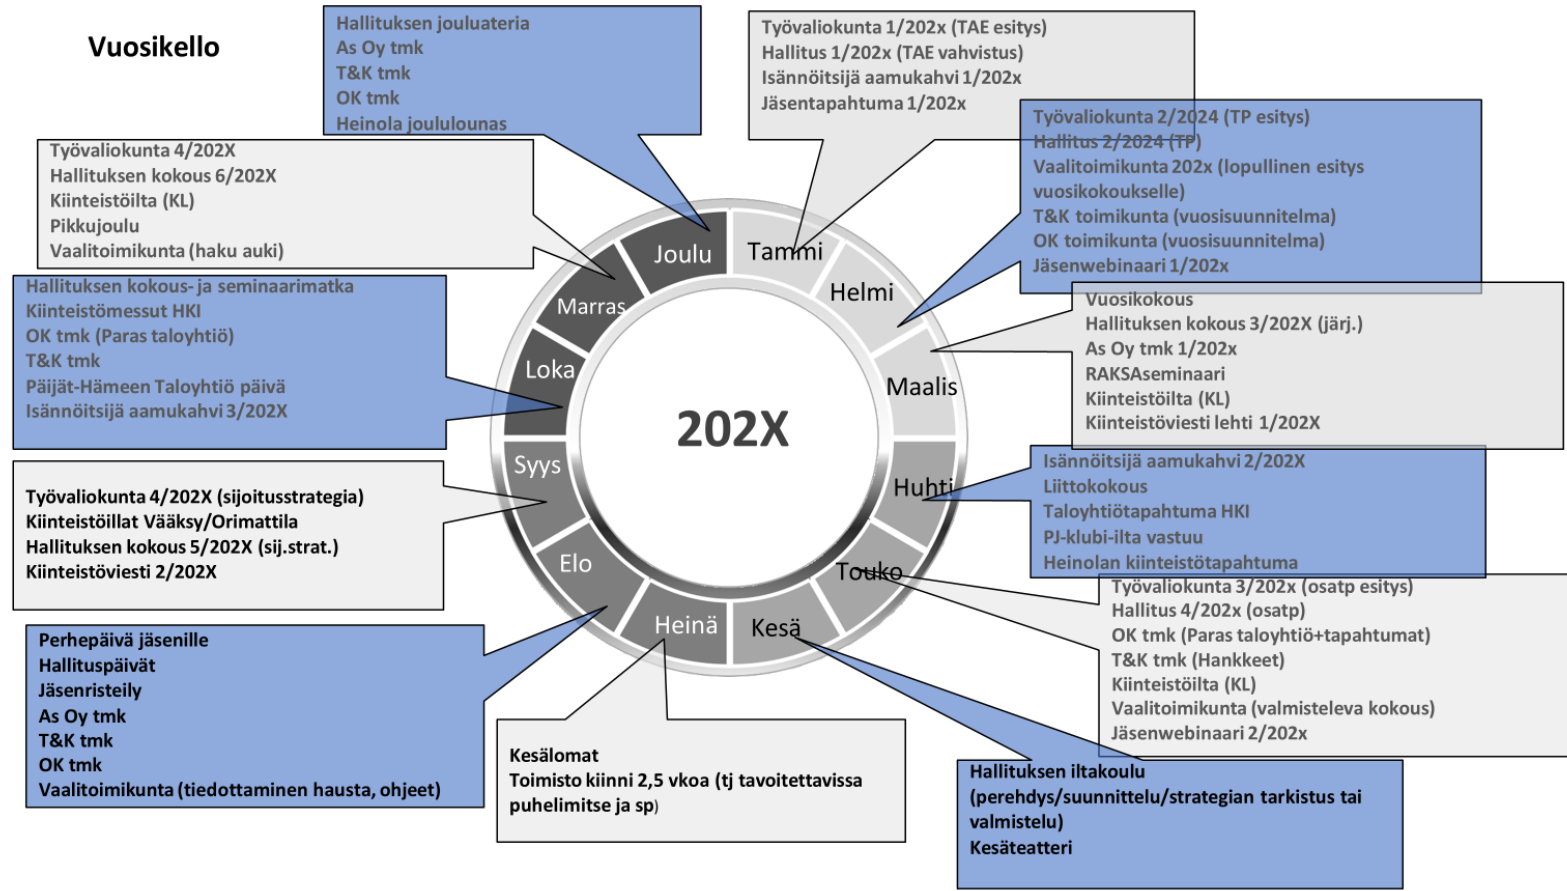 Vuosikello
Hallituksen jouluateria
As Oy tmk
T&K tmk
OK tmk
Heinola joululounas
Työvaliokunta 1/202x (TAE esitys)
Hallitus 1/202x (TAE vahvistus)
Isännöitsijä aamukahvi 1/202x
Jäsentapahtuma 1/202x
Työvaliokunta 2/2024 (TP esitys)
Hallitus 2/2024 (TP)
Vaalitoimikunta 202x (lopullinen esitys
vuosikokoukselle)
T&K toimikunta (vuosisuunnitelma)
OK toimikunta (vuosisuunnitelma)
Jäsenwebinaari 1/202x
Vuosikokous
Hallituksen kokous 3/202X (järj.)
As Oy tmk 1/202x
RAKSAseminaari
Kiinteistöilta (KL)
Kiinteistöviesti lehti 1/202X
Isännöitsijä aamukahvi 2/202X
Liittokokous
Taloyhtiötapahtuma HKI
PJ-klubi-ilta vastuu
Heinolan kiinteistötapahtuma
Työvaliokunta 3/202x (osatp esitys)
Hallitus 4/202x (osatp)
OK tmk (Paras taloyhtiö+tapahtumat)
T&K tmk (Hankkeet)
Kiinteistöilta (KL)
Vaalitoimikunta (valmisteleva kokous)
Jäsenwebinaari 2/202x
Hallituksen iltakoulu
(perehdys/suunnittelu/strategian tarkistus tai
valmistelu)
Kesäteatteri
Kesälomat
Toimisto kiinni 2,5 vkoa (tj tavoitettavissa
puhelimitse ja sp)
Perhepäivä jäsenille
Hallituspäivät
Jäsenristeily
As Oy tmk
T&K tmk
OK tmk
Vaalitoimikunta (tiedottaminen hausta, ohjeet)
Työvaliokunta 4/202X (sijoitusstrategia)
Kiinteistöillat Vääksy/Orimattila
Hallituksen kokous 5/202X (sij.strat.)
Kiinteistöviesti 2/202X
Hallituksen kokous- ja seminaarimatka
Kiinteistömessut HKI
OK tmk (Paras taloyhtiö)
T&K tmk
Päijät-Hämeen Taloyhtiö päivä
Isännöitsijä aamukahvi 3/202X
Työvaliokunta 4/202X
Hallituksen kokous 6/202X
Kiinteistöilta (KL)
Pikkujoulu
Vaalitoimikunta (haku auki)
Tammi
Helmi
Maalis
Huhti
Touko
Kesä
Heinä
Elo
Syys
Loka
Marras
Joulu
202X